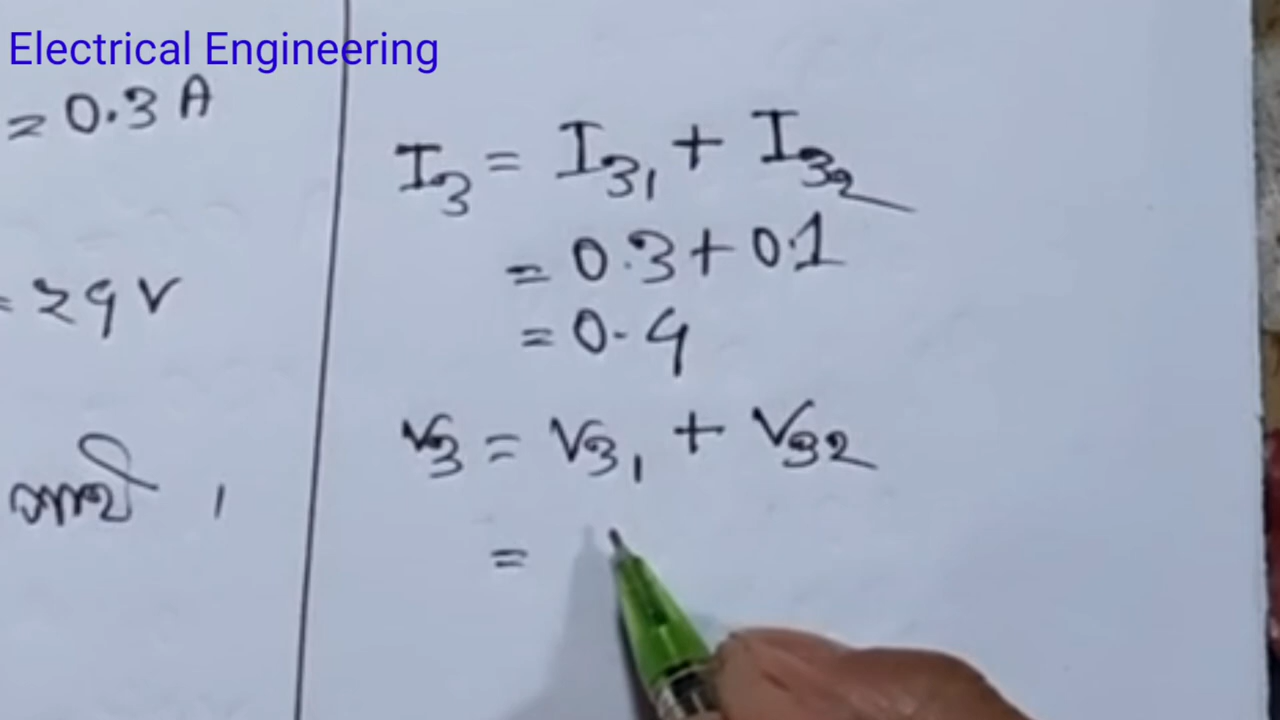 Electrical Engineering
= 0.3 A
= 29 V
I3 = I31 + I32
= 0.3 + 0.1
= 0.4
V3 = V31 + V32
=